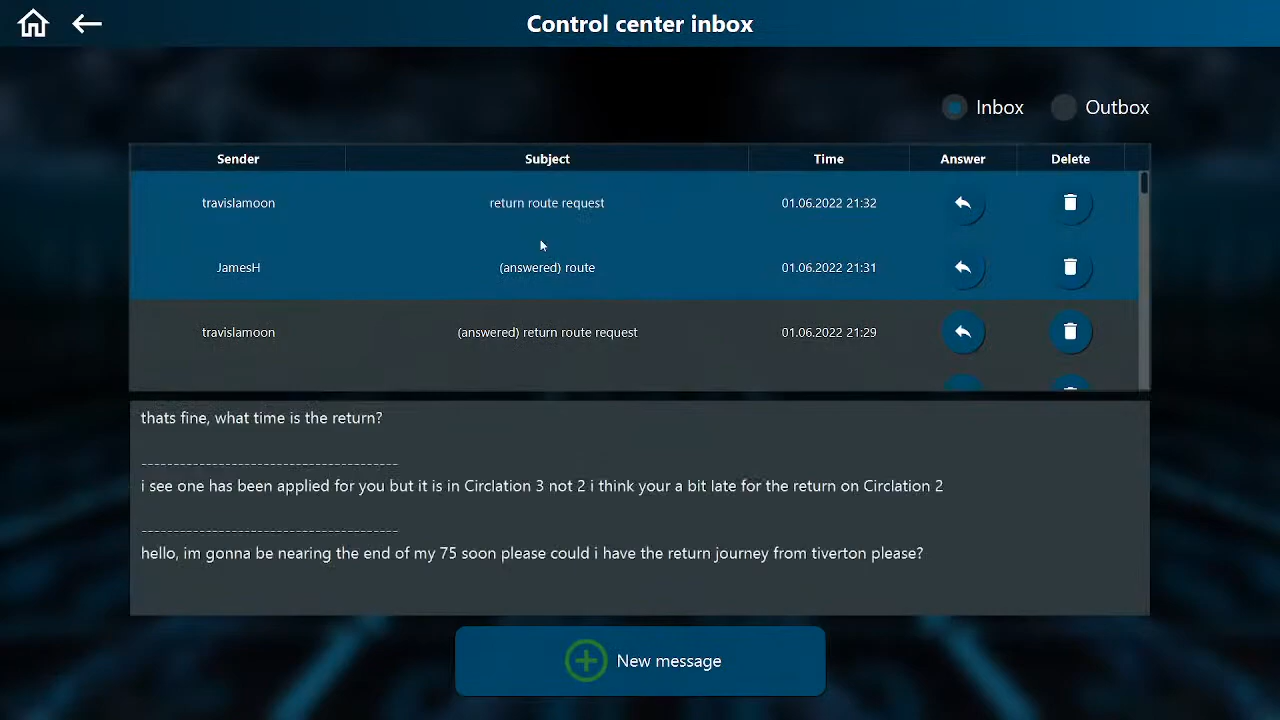 Control center inbox
Inbox Outbox
Sender Subject Time Answer Delete
travislamoon return route request 01.06.2022 21:32
JamesH (answered) route 01.06.2022 21:31
travislamoon (answered) return route request 01.06.2022 21:29
thats fine, what time is the return?
----------------------------------------
i see one has been applied for you but it is in Circlation 3 not 2 i think your a bit late for the return on Circlation 2
----------------------------------------
hello, im gonna be nearing the end of my 75 soon please could i have the return journey from tiverton please?
New message